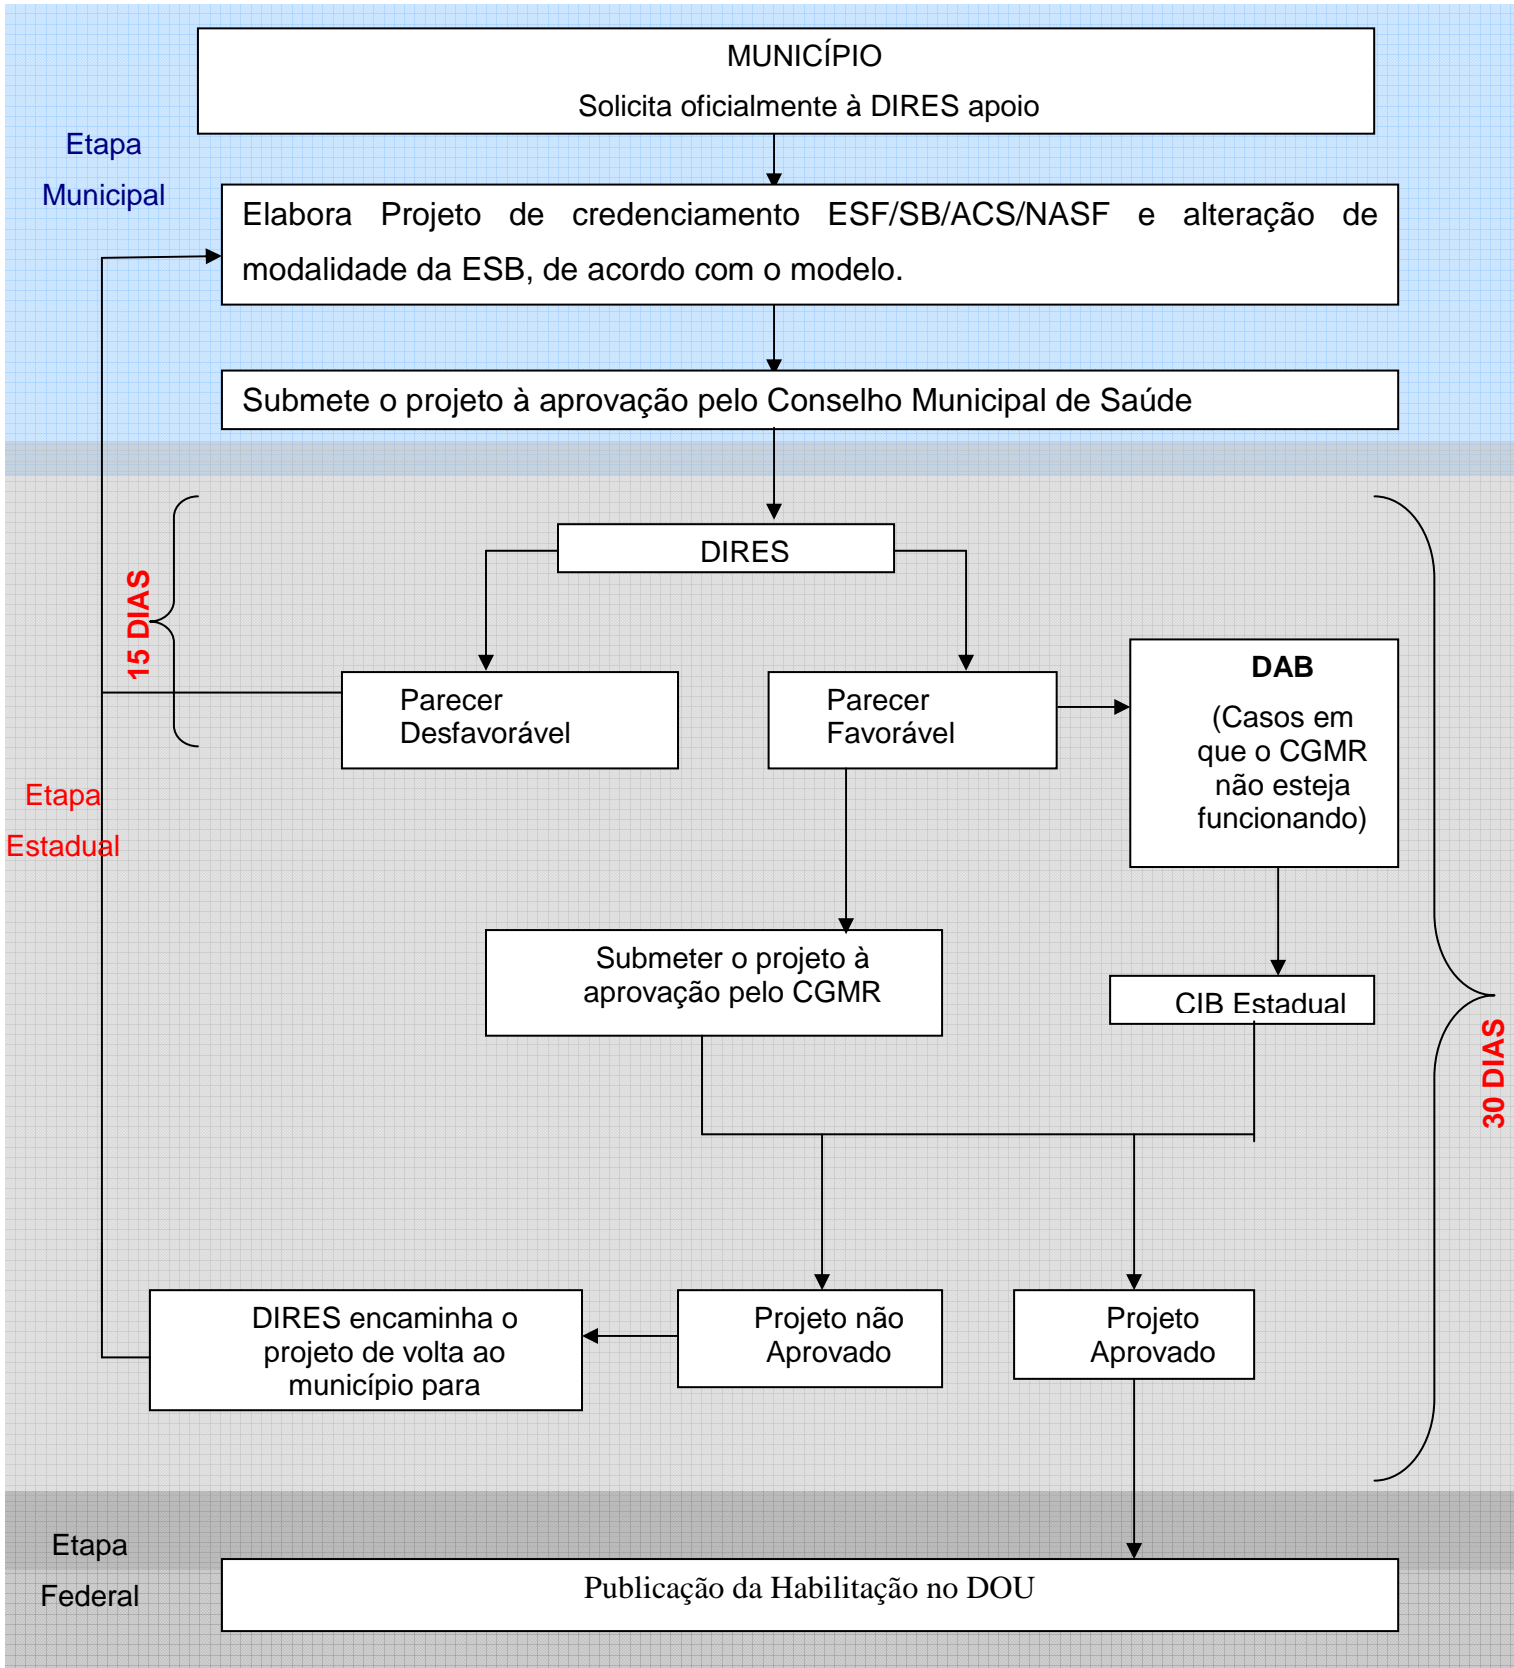 MUNICÍPIO
Solicita oficialmente à DIRES apoio
Etapa
Municipal
Elabora Projeto de credenciamento ESF/SB/ACS/NASF e alteração de
modalidade da ESB, de acordo com o modelo.
Submete o projeto à aprovação pelo Conselho Municipal de Saúde
15 DIAS
DIRES
Parecer
Desfavorável
Parecer
Favorável
DAB
(Casos em
que o CGMR
não esteja
funcionando)
Etapa
Estadual
Submeter o projeto à
aprovação pelo CGMR
CIB Estadual
30 DIAS
DIRES encaminha o
projeto de volta ao
município para
Projeto não
Aprovado
Projeto
Aprovado
Etapa
Federal
Publicação da Habilitação no DOU